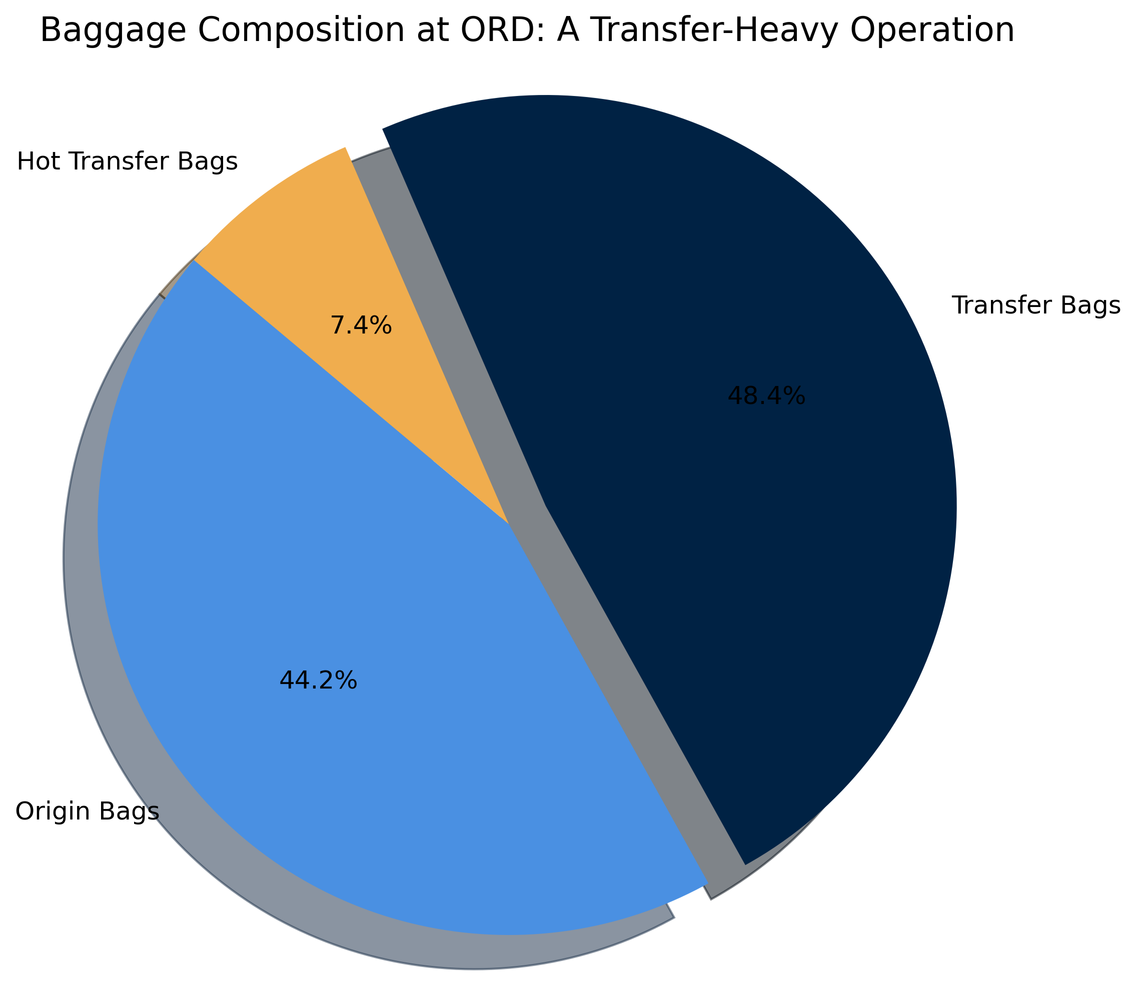 Baggage Composition at ORD: A Transfer-Heavy Operation
Hot Transfer Bags
Transfer Bags
7.4%
48.4%
44.2%
Origin Bags